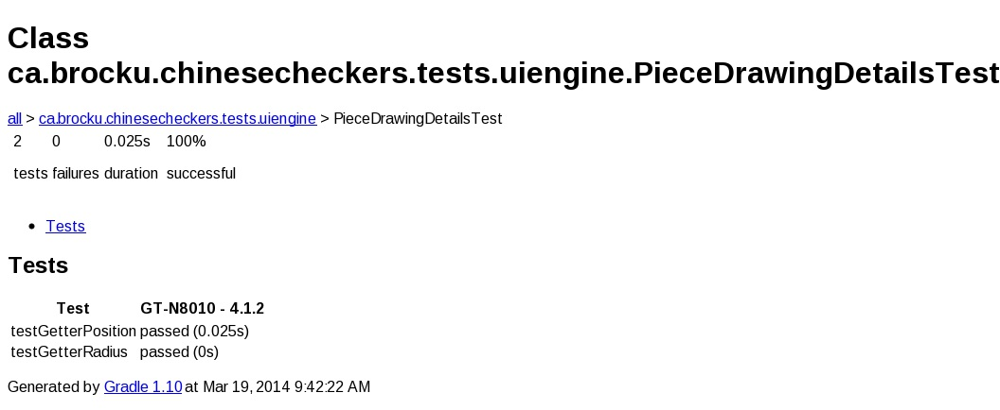 Class
ca.brocku.chinesecheckers.tests.uiengine.PieceDrawingDetailsTest
all > ca.brocku.chinesecheckers.tests.uiengine > PieceDrawingDetailsTest
2 0 0.025s 100%
tests failures duration successful
• Tests
Tests
Test GT-N8010 - 4.1.2
testGetterPosition passed (0.025s)
testGetterRadius passed (0s)
Generated by Gradle 1.10 at Mar 19, 2014 9:42:22 AM